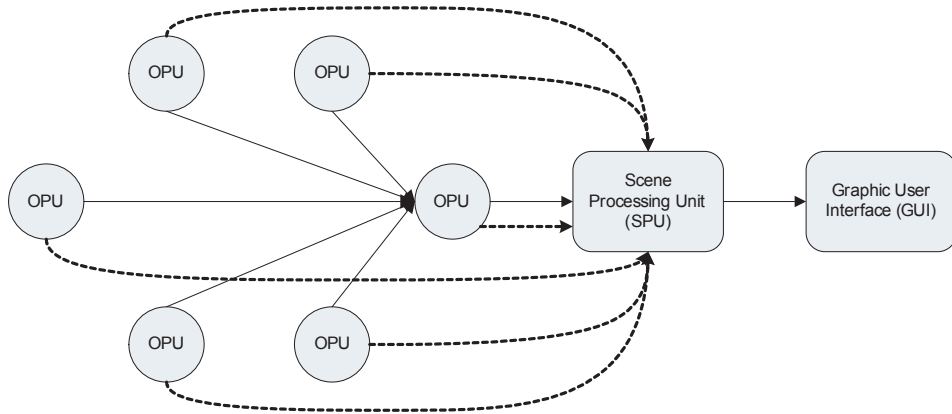 OPU
OPU
OPU
OPU
Scene
Processing Unit
(SPU)
Graphic User
Interface (GUI)
OPU
OPU